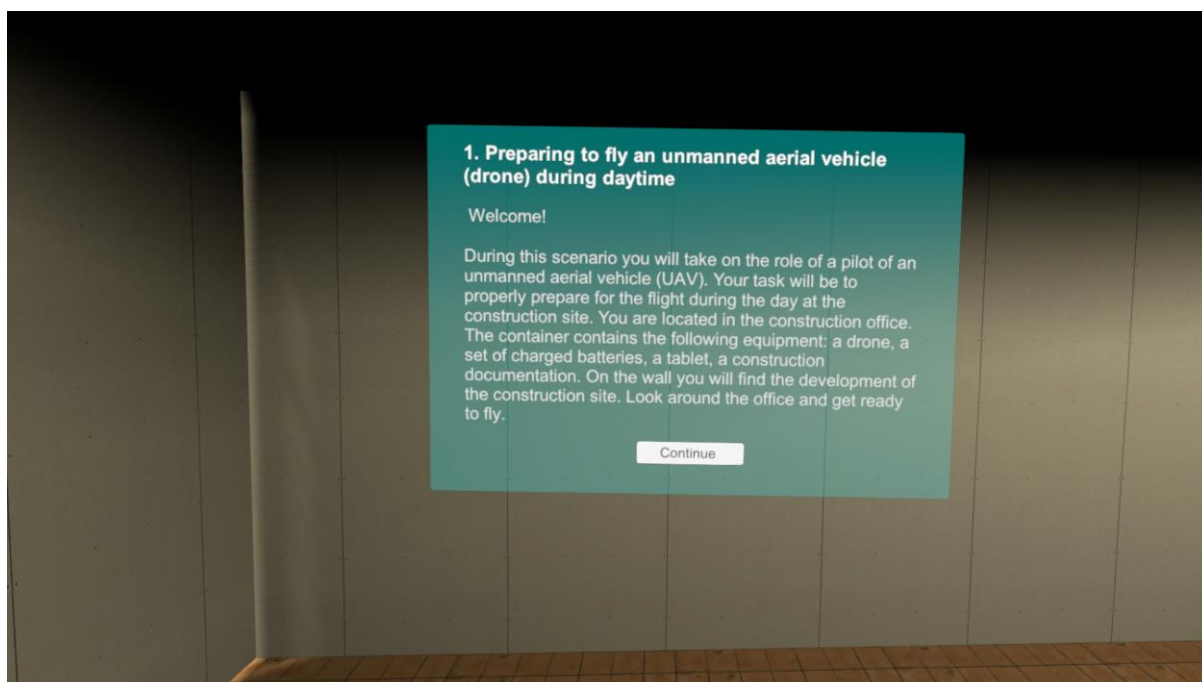 1. Preparing to fly an unmanned aerial vehicle
(drone) during daytime
Welcome!
During this scenario you will take on the role of a pilot of an
unmanned aerial vehicle (UAV). Your task will be to
properly prepare for the flight during the day at the
construction site. You are located in the construction office.
The container contains the following equipment: a drone, a
set of charged batteries, a tablet, a construction
documentation. On the wall you will find the development of
the construction site. Look around the office and get ready
to fly.
Continue